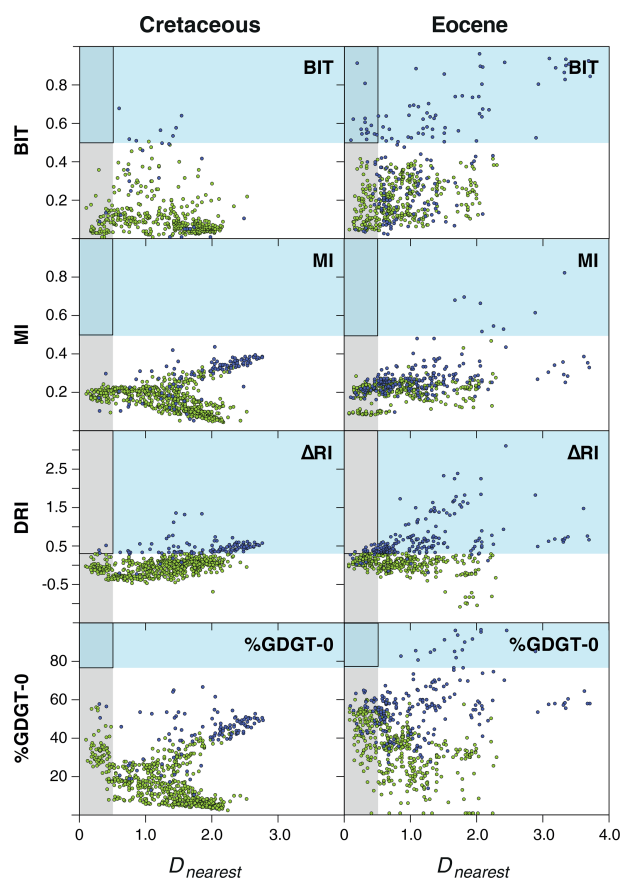 Cretaceous Eocene
BIT BIT
BIT
0.8
0.6
0.4
0.2
MI MI
MI
0.8
0.6
0.4
0.2
ΔRI ΔRI
DRI
2.5
1.5
0.5
-0.5
%GDGT-0 %GDGT-0
%GDGT-0
80
60
40
20
0 1.0 2.0 3.0 0 1.0 2.0 3.0 4.0
Dnearest Dnearest